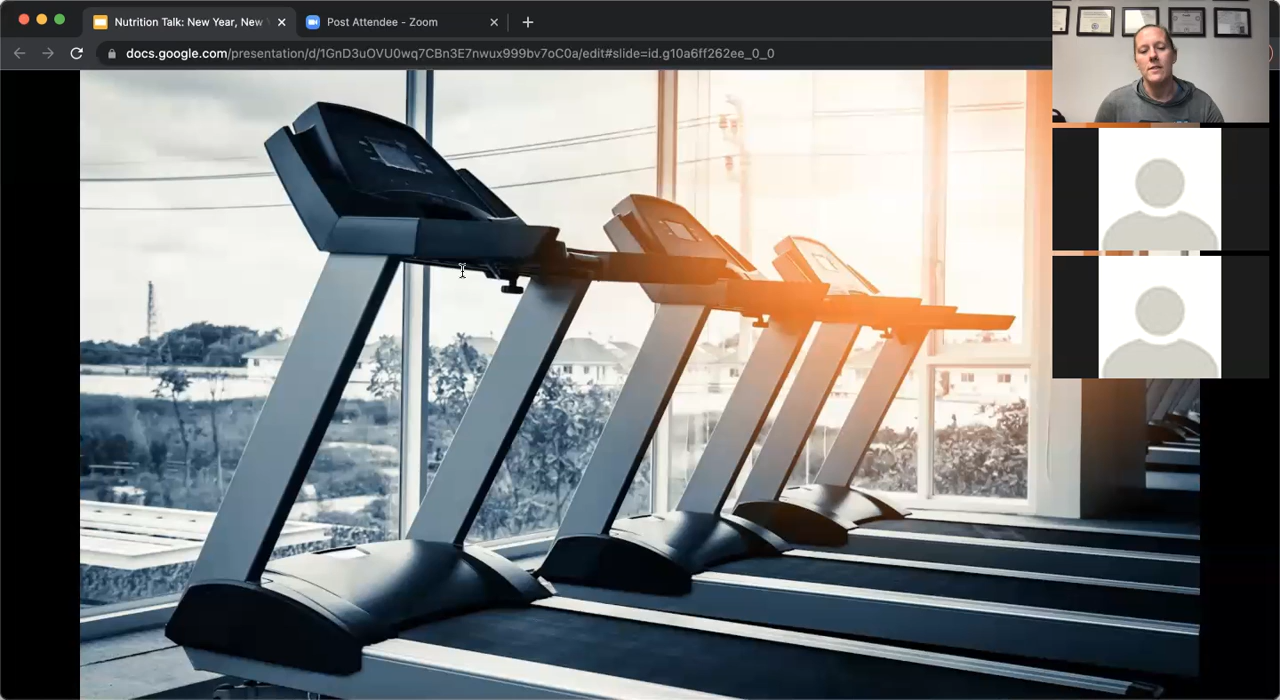 Nutrition Talk: New Year, New
Post Attendee - Zoom
docs.google.com/presentation/d/1GnD3uOVU0wq7CBn3E7nwux999bv7oC0a/edit#slide=id.g10a6ff262ee_0_0